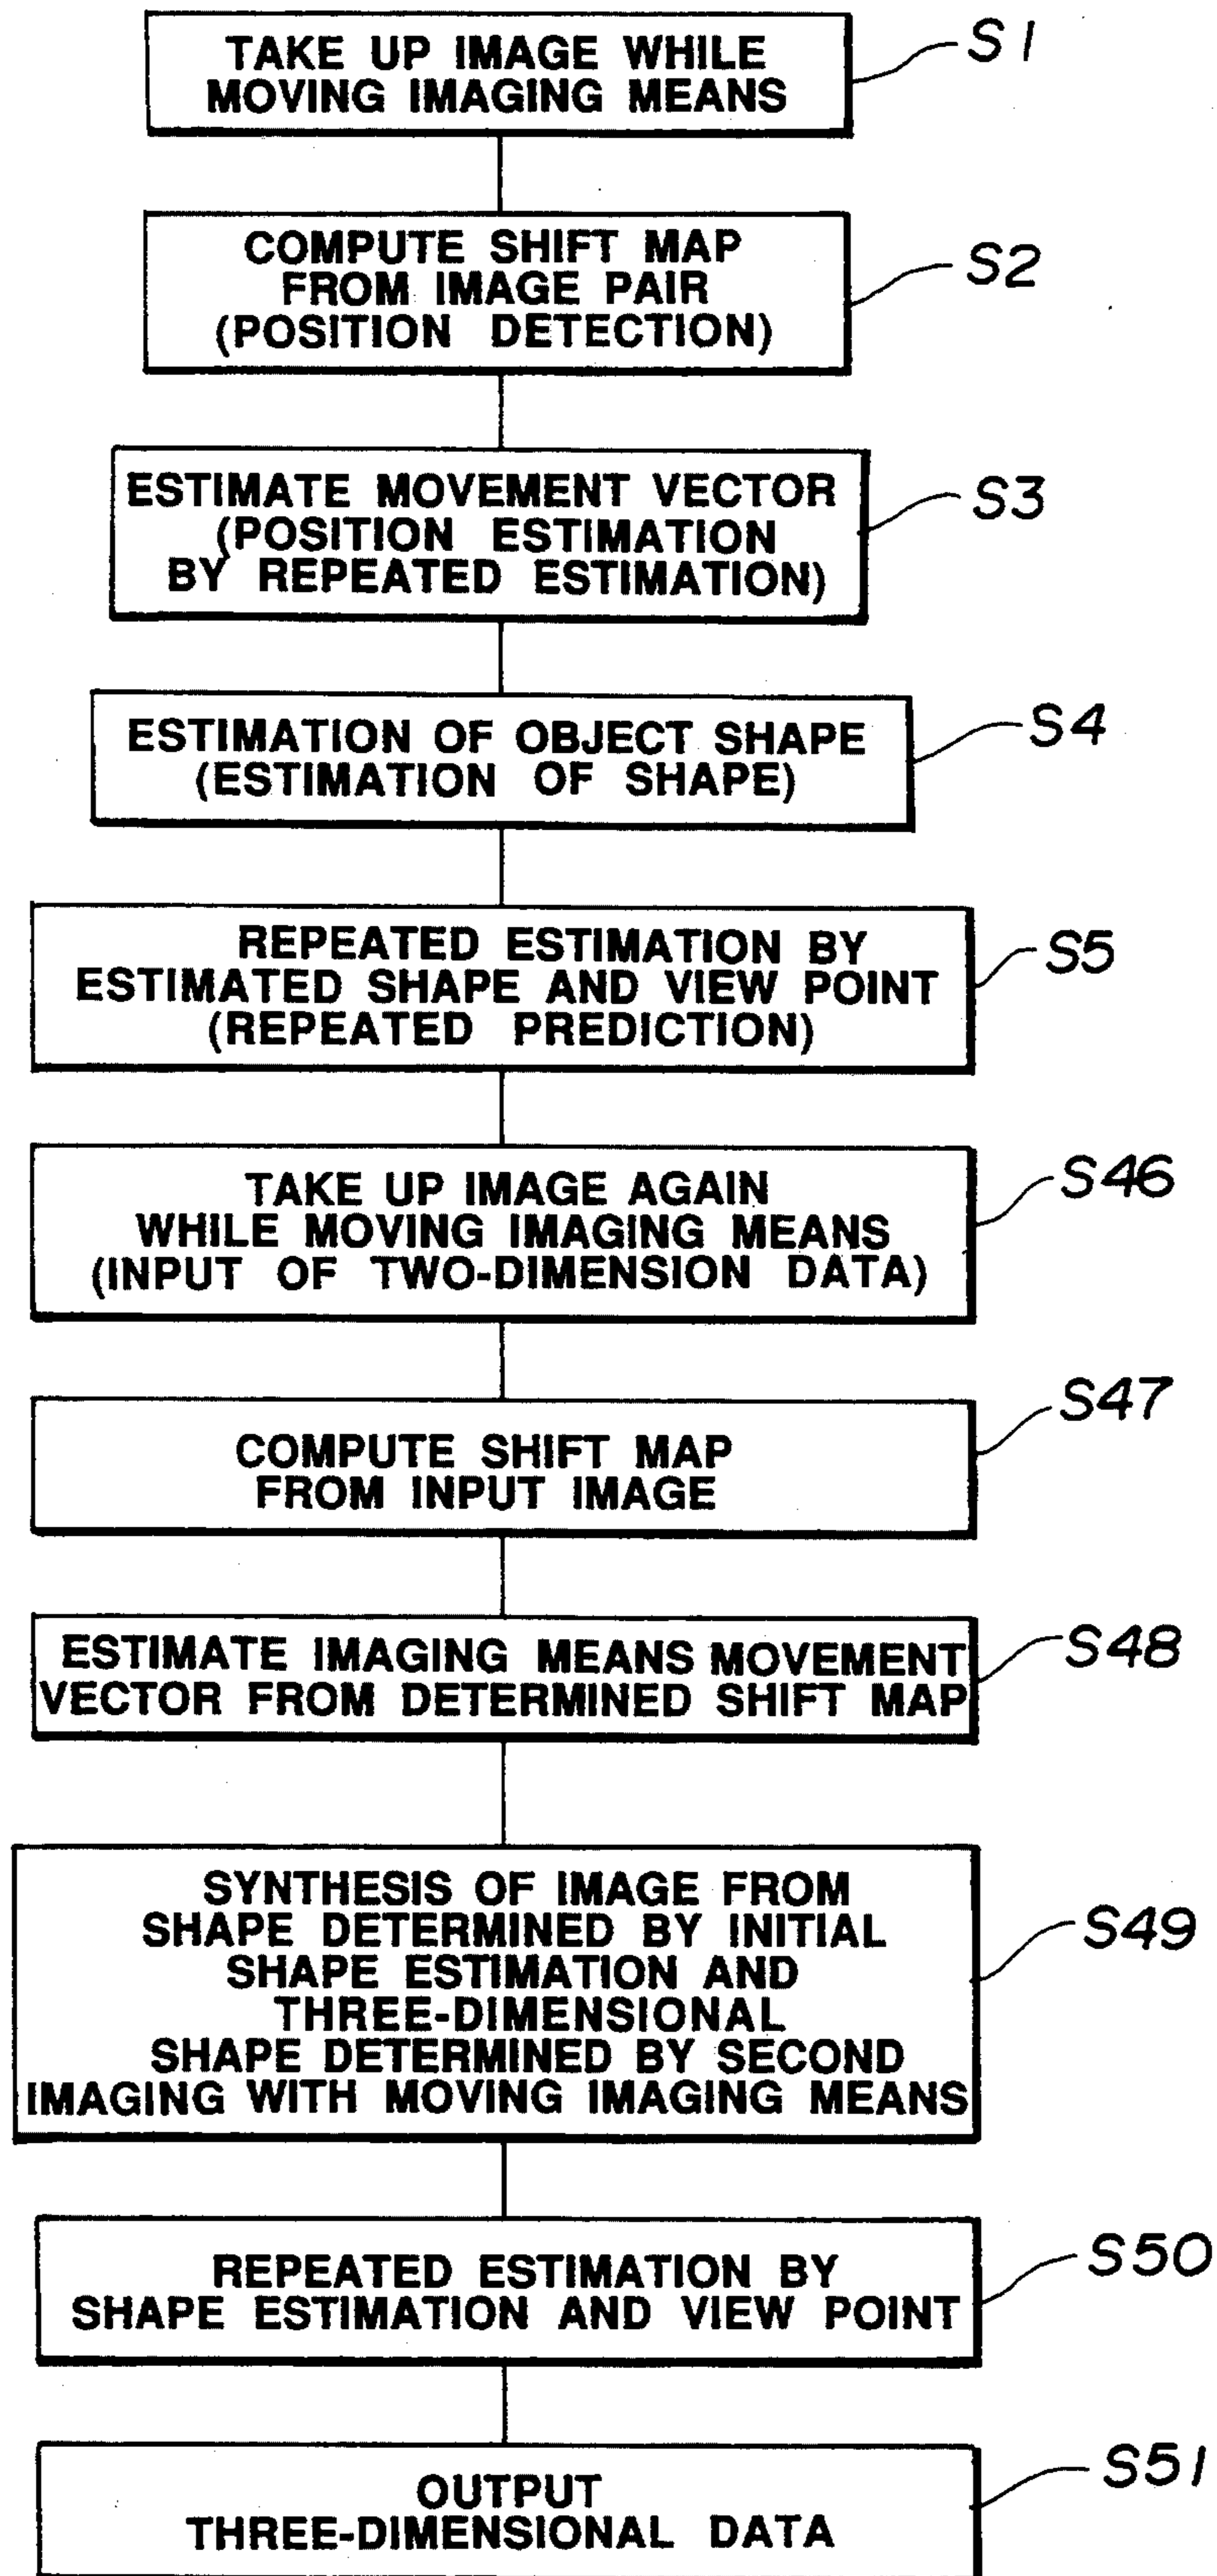 TAKE UP IMAGE WHILE
MOVING IMAGING MEANS
S1
COMPUTE SHIFT MAP
FROM IMAGE PAIR
(POSITION DETECTION)
S2
ESTIMATE MOVEMENT VECTOR
(POSITION ESTIMATION
BY REPEATED ESTIMATION)
S3
ESTIMATION OF OBJECT SHAPE
(ESTIMATION OF SHAPE)
S4
REPEATED ESTIMATION BY
ESTIMATED SHAPE AND VIEW POINT
(REPEATED PREDICTION)
S5
TAKE UP IMAGE AGAIN
WHILE MOVING IMAGING MEANS
(INPUT OF TWO-DIMENSION DATA)
S46
COMPUTE SHIFT MAP
FROM INPUT IMAGE
S47
ESTIMATE IMAGING MEANS MOVEMENT
VECTOR FROM DETERMINED SHIFT MAP
S48
SYNTHESIS OF IMAGE FROM
SHAPE DETERMINED BY INITIAL
SHAPE ESTIMATION AND
THREE-DIMENSIONAL
SHAPE DETERMINED BY SECOND
IMAGING WITH MOVING IMAGING MEANS
S49
REPEATED ESTIMATION BY
SHAPE ESTIMATION AND VIEW POINT
S50
OUTPUT
THREE-DIMENSIONAL DATA
S51